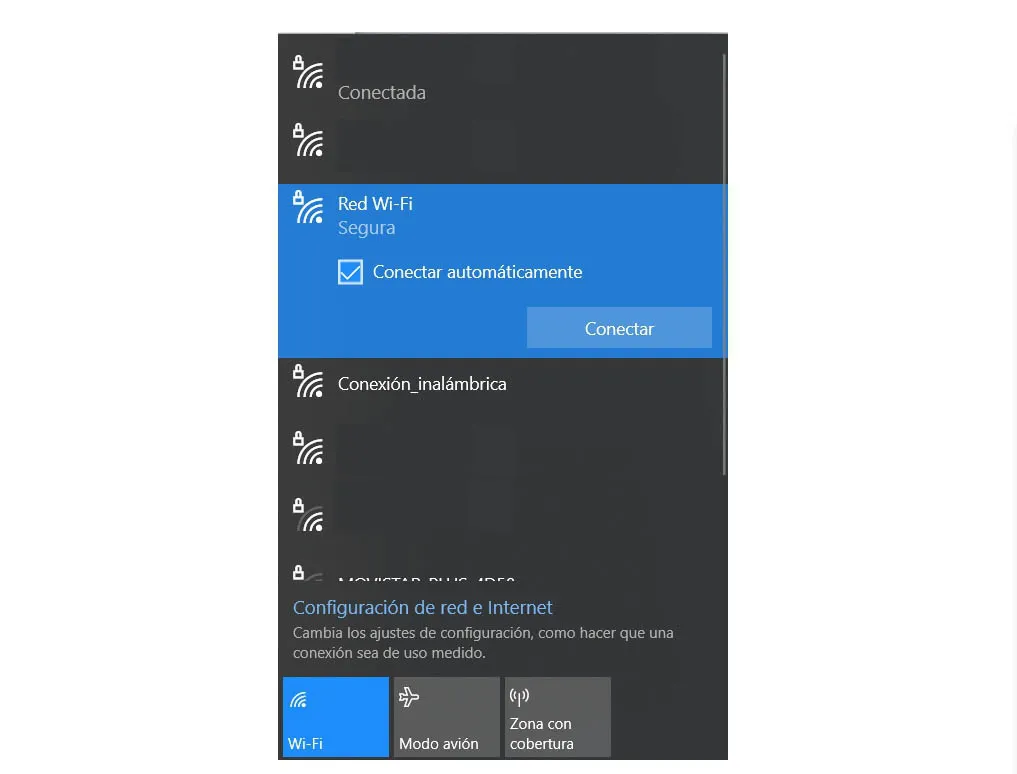 Conectada
Red Wi-Fi
Segura
Conectar automáticamente
Conectar
Conexión_inalámbrica
Configuración de red e Internet
Cambia los ajustes de configuración, como hacer que una
conexión sea de uso medido.
Wi-Fi
Modo avión
Zona con
cobertura